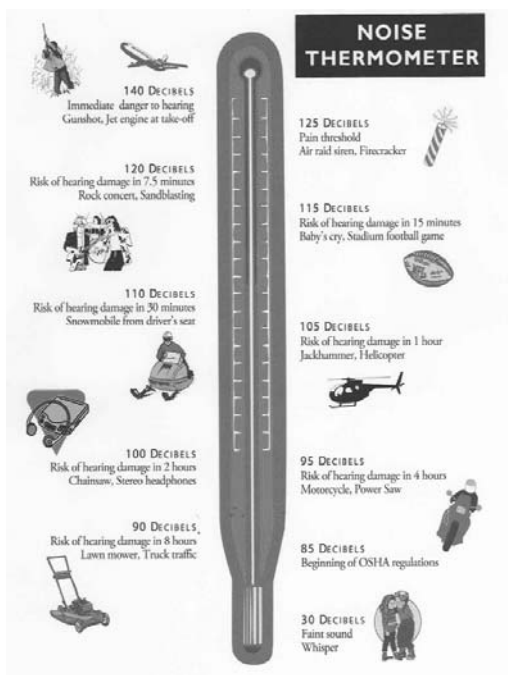 NOISE
THERMOMETER
140 DECIBELS
Immediate danger to hearing
Gunshot, Jet engine at take-off
125 DECIBELS
Pain threshold
Air raid siren, Firecracker
120 DECIBELS
Risk of hearing damage in 7.5 minutes
Rock concert, Sandblasting
115 DECIBELS
Risk of hearing damage in 15 minutes
Baby's cry, Stadium football game
110 DECIBELS
Risk of hearing damage in 30 minutes
Snowmobile from driver's seat
105 DECIBELS
Risk of hearing damage in 1 hour
Jackhammer, Helicopter
100 DECIBELS
Risk of hearing damage in 2 hours
Chainsaw, Stereo headphones
95 DECIBELS
Risk of hearing damage in 4 hours
Motorcycle, Power Saw
90 DECIBELS
Risk of hearing damage in 8 hours
Lawn mower, Truck traffic
85 DECIBELS
Beginning of OSHA regulations
30 DECIBELS
Faint sound
Whisper